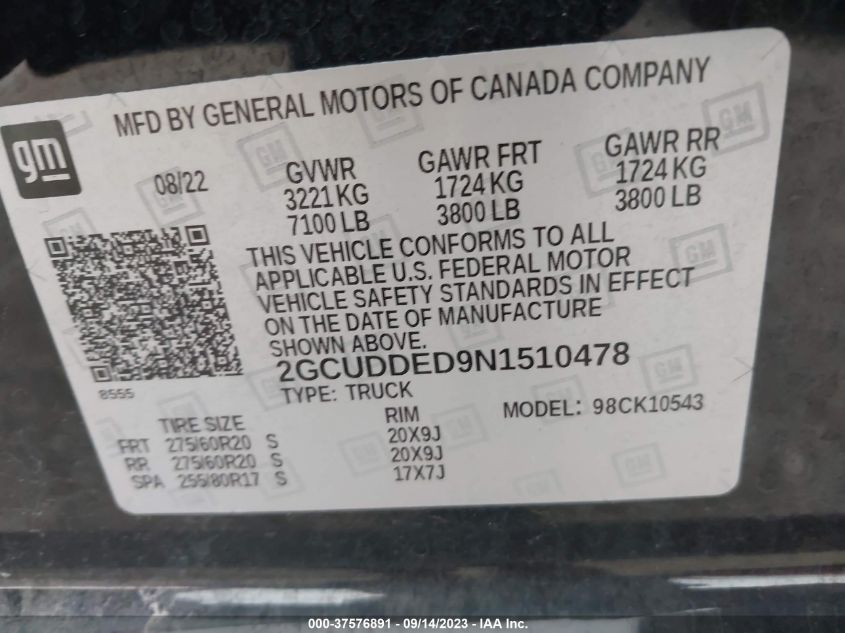 MFD BY GENERAL MOTORS OF CANADA COMPANY
gm
08/22
GVWR
3221 KG
7100 LB
GAWR FRT
1724 KG
3800 LB
GAWR RR
1724 KG
3800 LB
THIS VEHICLE CONFORMS TO ALL
APPLICABLE U.S. FEDERAL MOTOR
VEHICLE SAFETY STANDARDS IN EFFECT
ON THE DATE OF MANUFACTURE
SHOWN ABOVE.
2GCUDDED9N1510478
TYPE: TRUCK
8555
MODEL: 98CK10543
TIRE SIZE RIM
FRT 275/60R20 S 20X9J
RR 275/60R20 S 20X9J
SPA 255/80R17 S 17X7J
000-37576891 - 09/14/2023 - IAA Inc.